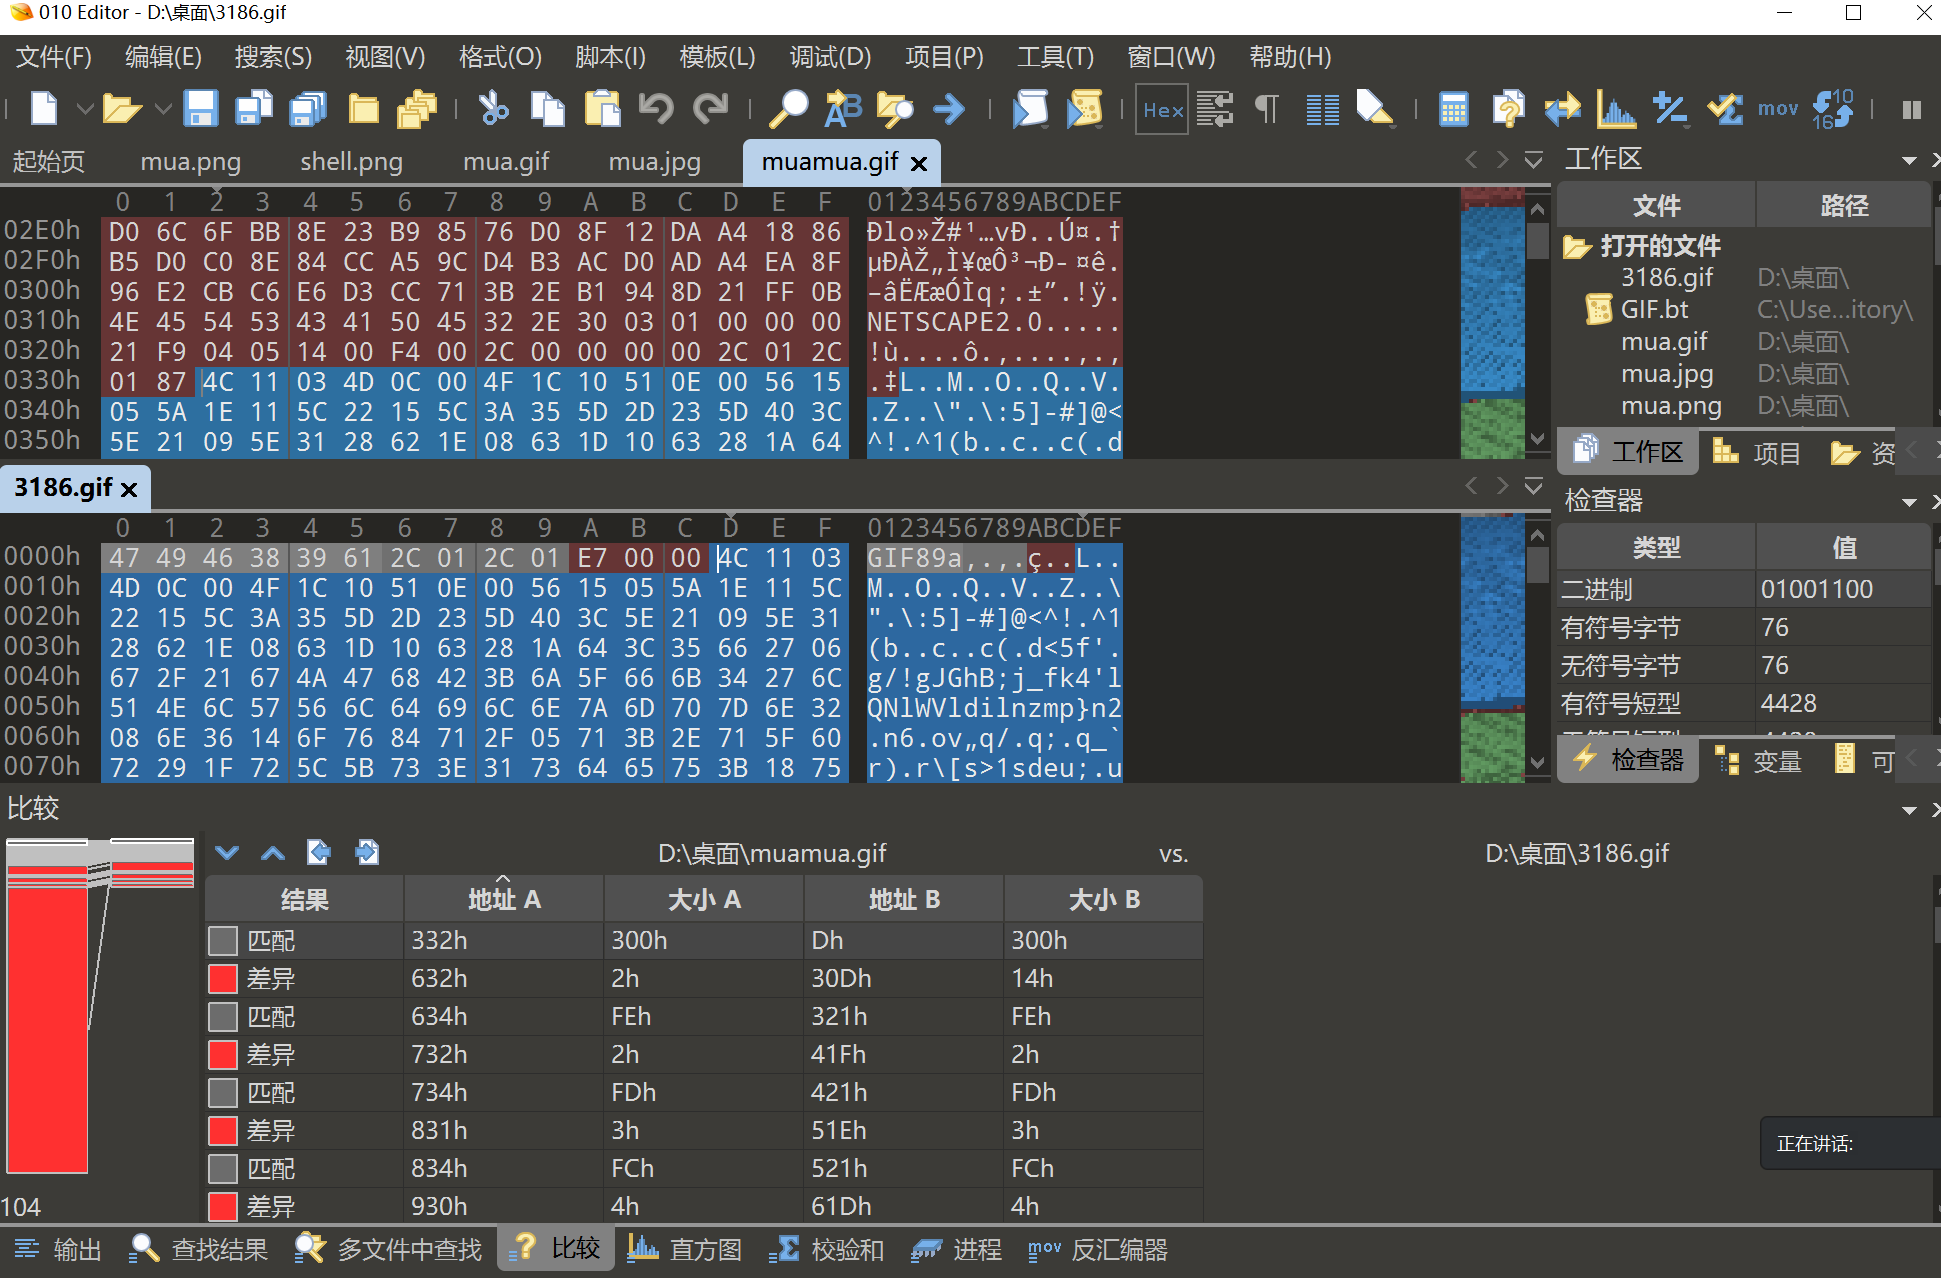 010 Editor - D:\桌面\3186.gif
文件(F) 编辑(E) 搜索(S) 视图(V) 格式(O) 脚本(I) 模板(L) 调试(D) 项目(P) 工具(T) 窗口(W) 帮助(H)
Hex mov
起始页 mua.png shell.png mua.gif mua.jpg muamua.gif
0 1 2 3 4 5 6 7 8 9 A B C D E F 0123456789ABCDEF
02E0h D0 6C 6F BB 8E 23 B9 85 76 D0 8F 12 DA A4 18 86 Ðlo»Ž#¹…vÐ..Ú¤.†
02F0h B5 D0 C0 8E 84 CC A5 9C D4 B3 AC D0 AD A4 EA 8F µÐÀŽ„Ì¥œÔ³¬Ð-¤ê.
0300h 96 E2 CB C6 E6 D3 CC 71 3B 2E B1 94 8D 21 FF 0B –âËÆæÓÌq;.±”.!ÿ.
0310h 4E 45 54 53 43 41 50 45 32 2E 30 03 01 00 00 00 NETSCAPE2.0.....
0320h 21 F9 04 05 14 00 F4 00 2C 00 00 00 00 2C 01 2C !ù....ô.,....,.,
0330h 01 87 4C 11 03 4D 0C 00 4F 1C 10 51 0E 00 56 15 .‡L..M..O..Q..V.
0340h 05 5A 1E 11 5C 22 15 5C 3A 35 5D 2D 23 5D 40 3C .Z..\".\:5]-#]@<
0350h 5E 21 09 5E 31 28 62 1E 08 63 1D 10 63 28 1A 64 ^!.^1(b..c..c(.d
3186.gif
0 1 2 3 4 5 6 7 8 9 A B C D E F 0123456789ABCDEF
0000h 47 49 46 38 39 61 2C 01 2C 01 E7 00 00 4C 11 03 GIF89a,.,.ç..L..
0010h 4D 0C 00 4F 1C 10 51 0E 00 56 15 05 5A 1E 11 5C M..O..Q..V..Z..\
0020h 22 15 5C 3A 35 5D 2D 23 5D 40 3C 5E 21 09 5E 31 ".\:5]-#]@<^!.^1
0030h 28 62 1E 08 63 1D 10 63 28 1A 64 3C 35 66 27 06 (b..c..c(.d<5f'.
0040h 67 2F 21 67 4A 47 68 42 3B 6A 5F 66 6B 34 27 6C g/!gJGhB;j_fk4'l
0050h 51 4E 6C 57 56 6C 64 69 6C 6E 7A 6D 70 7D 6E 32 QNlWVldilnzmp}n2
0060h 08 6E 36 14 6F 76 84 71 2F 05 71 3B 2E 71 5F 60 .n6.ov„q/.q;.q_`
0070h 72 29 1F 72 5C 5B 73 3E 31 73 64 65 75 3B 18 75 r).r\[s>1sdeu;.u
工作区
文件 路径
打开的文件
3186.gif D:\桌面\
GIF.bt C:\Use...itory\
mua.gif D:\桌面\
mua.jpg D:\桌面\
mua.png D:\桌面\
工作区 项目 资
检查器
类型 值
二进制 01001100
有符号字节 76
无符号字节 76
有符号短型 4428
检查器 变量 可
比较
D:\桌面\muamua.gif vs. D:\桌面\3186.gif
结果 地址 A 大小 A 地址 B 大小 B
匹配 332h 300h Dh 300h
差异 632h 2h 30Dh 14h
匹配 634h FEh 321h FEh
差异 732h 2h 41Fh 2h
匹配 734h FDh 421h FDh
差异 831h 3h 51Eh 3h
匹配 834h FCh 521h FCh
差异 930h 4h 61Dh 4h
104
正在讲话:
输出 查找结果 多文件中查找 比较 直方图 校验和 进程 mov 反汇编器